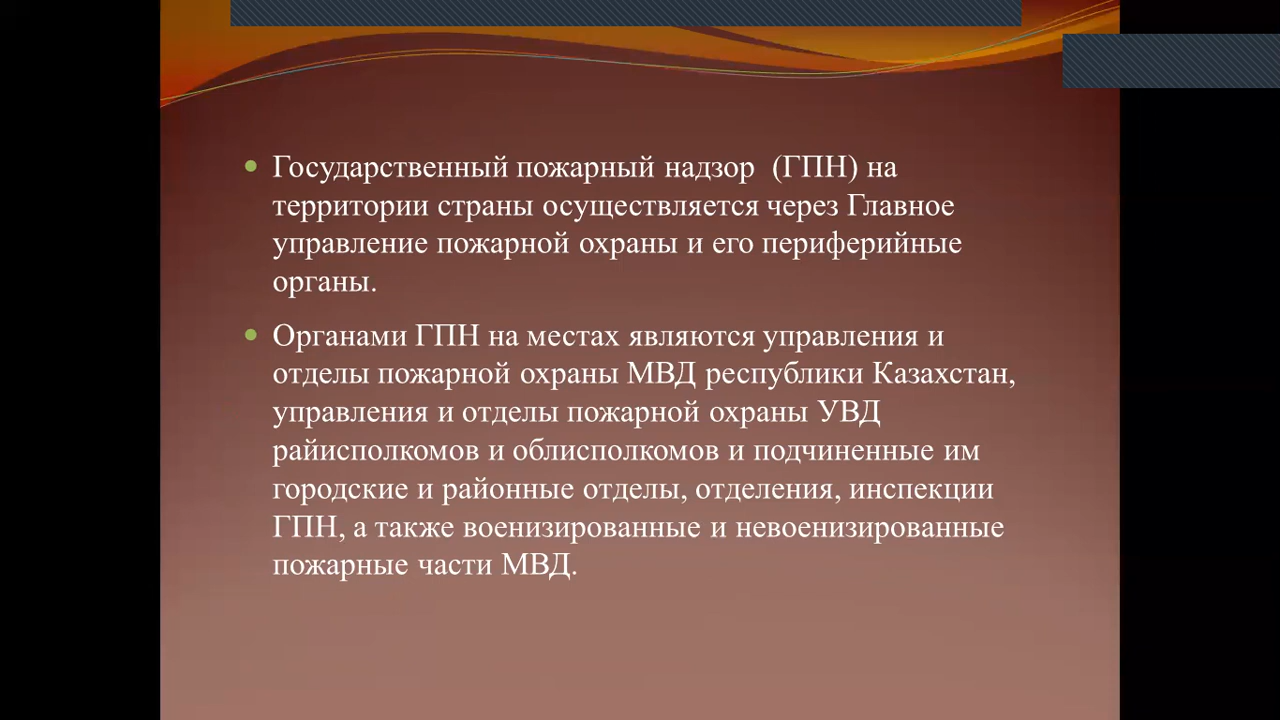 Государственный пожарный надзор  (ГПН) на
территории страны осуществляется через Главное
управление пожарной охраны и его периферийные
органы.
Органами ГПН на местах являются управления и
отделы пожарной охраны МВД республики Казахстан,
управления и отделы пожарной охраны УВД
райисполкомов и облисполкомов и подчиненные им
городские и районные отделы, отделения, инспекции
ГПН, а также военизированные и невоенизированные
пожарные части МВД.